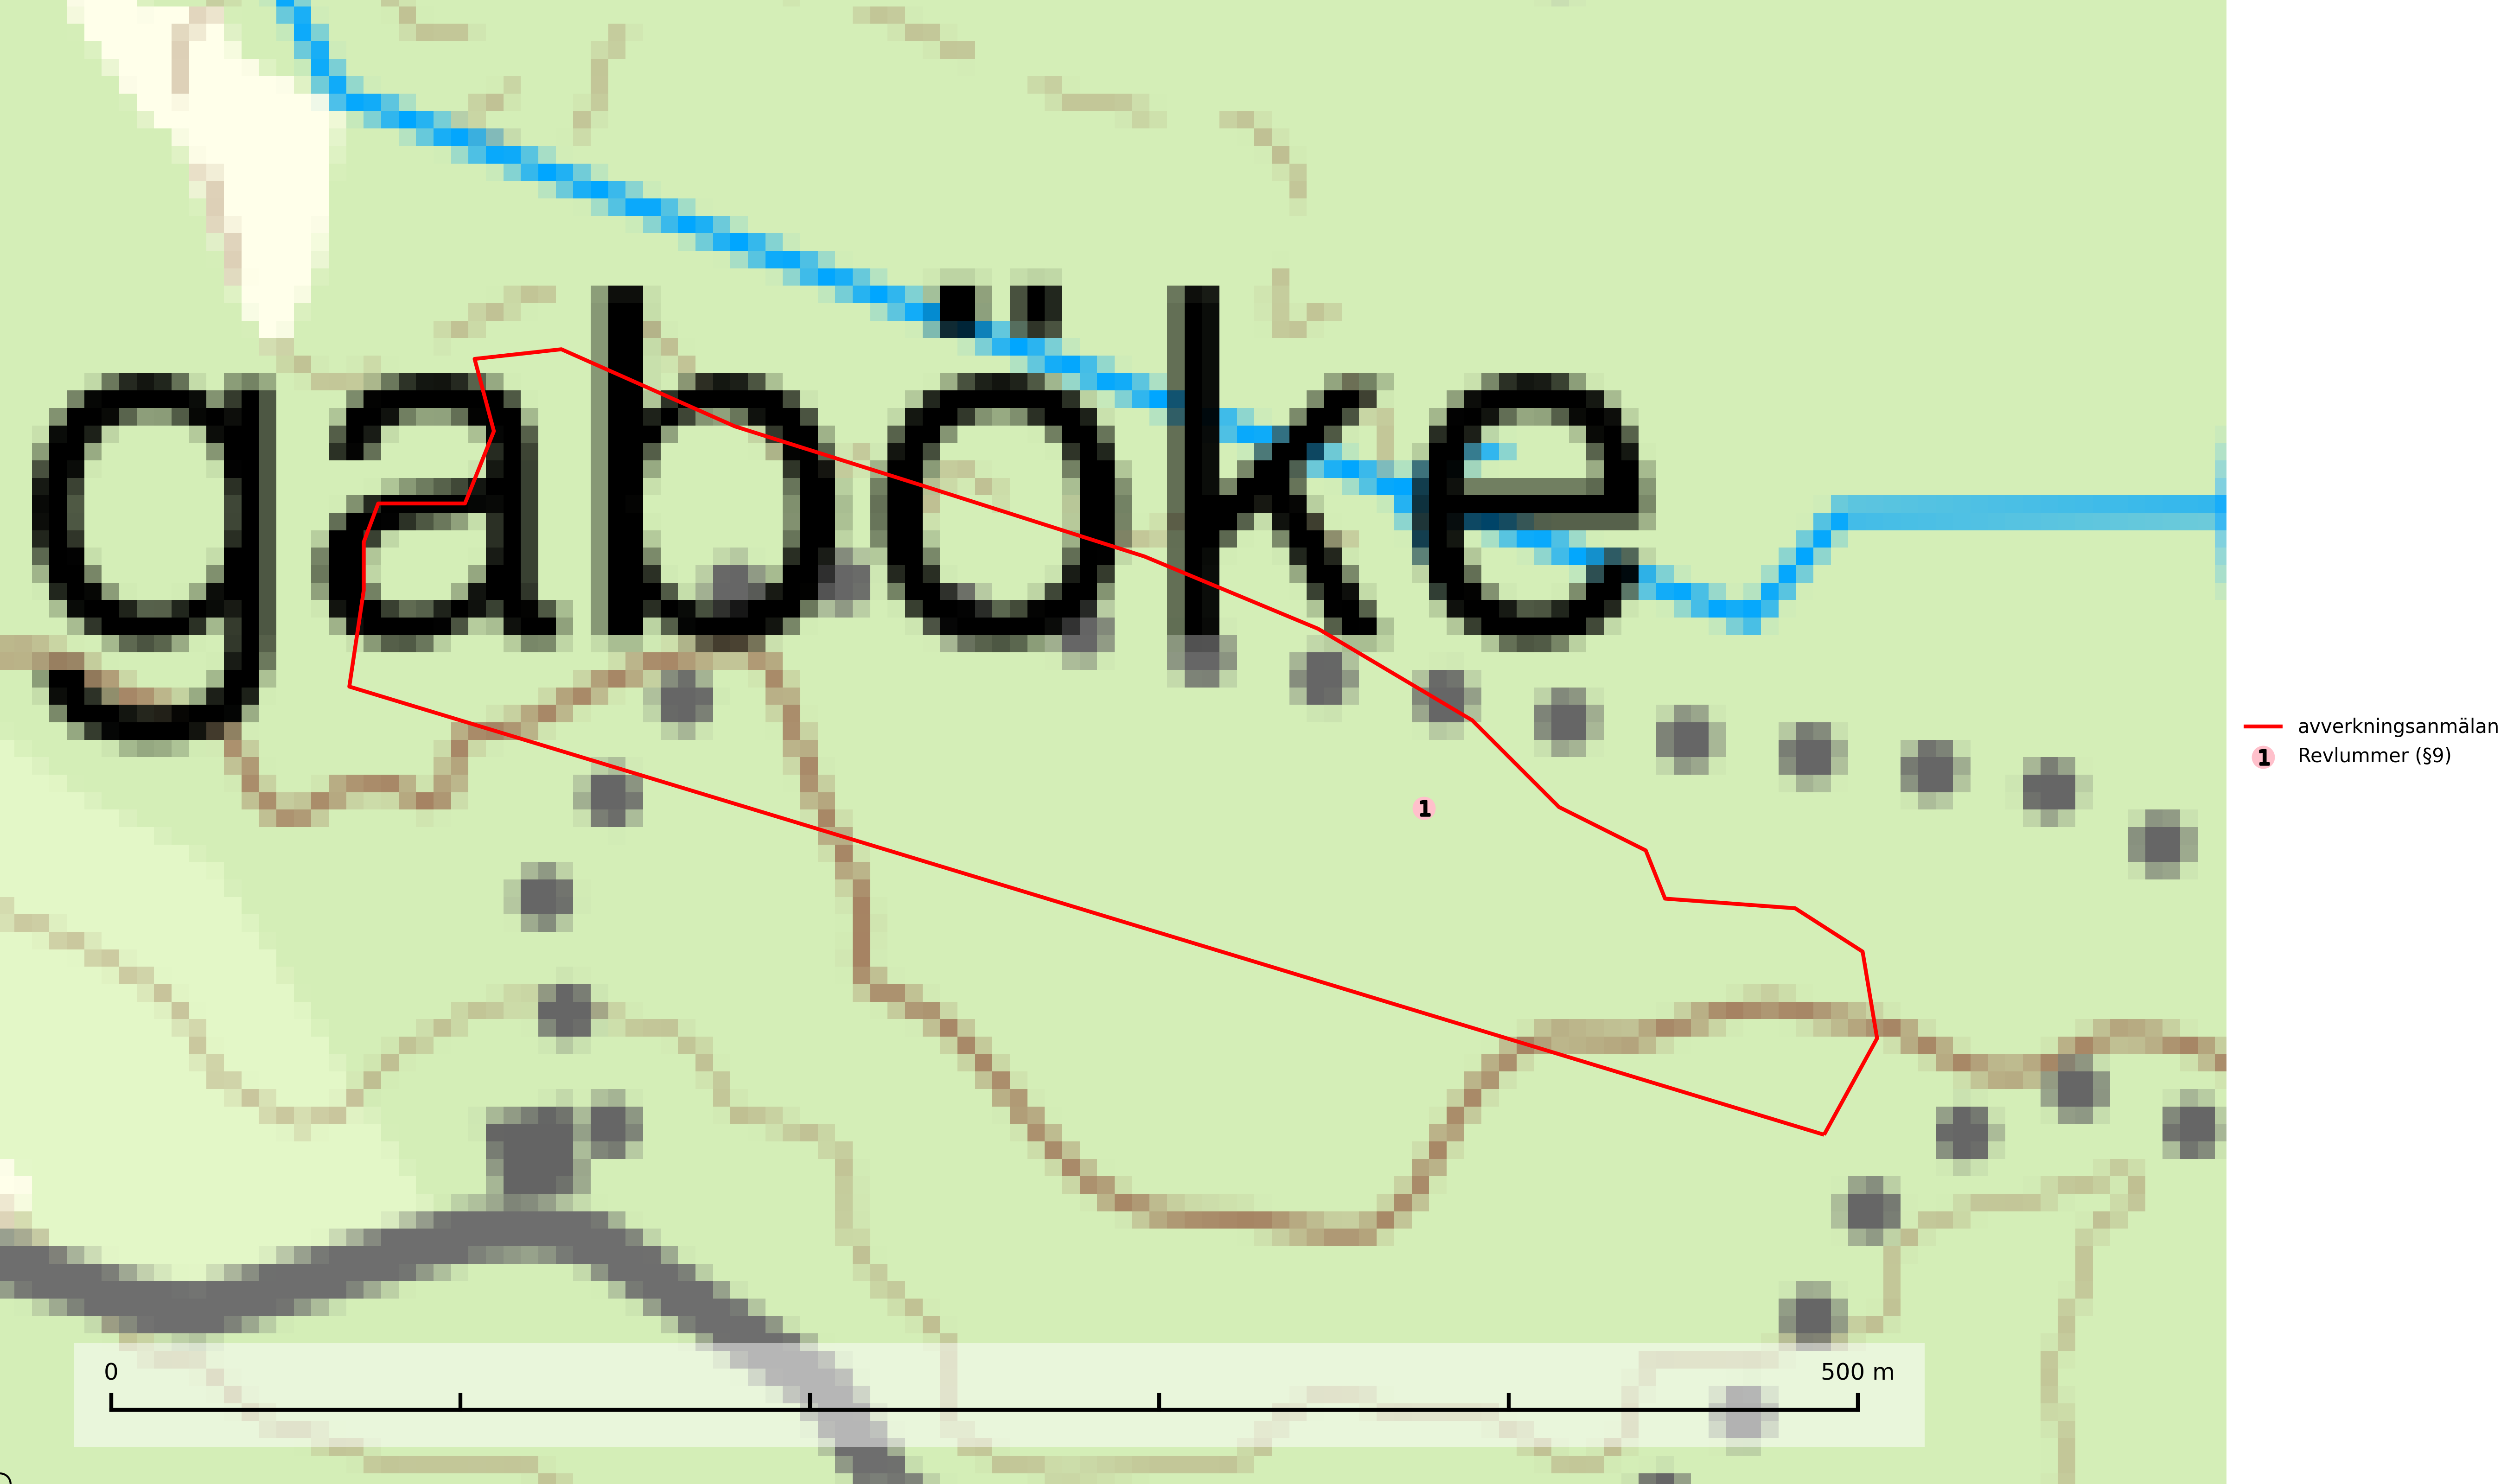 gaböke
avverkningsanmälan
1 Revlummer (§9)
1
0 500 m